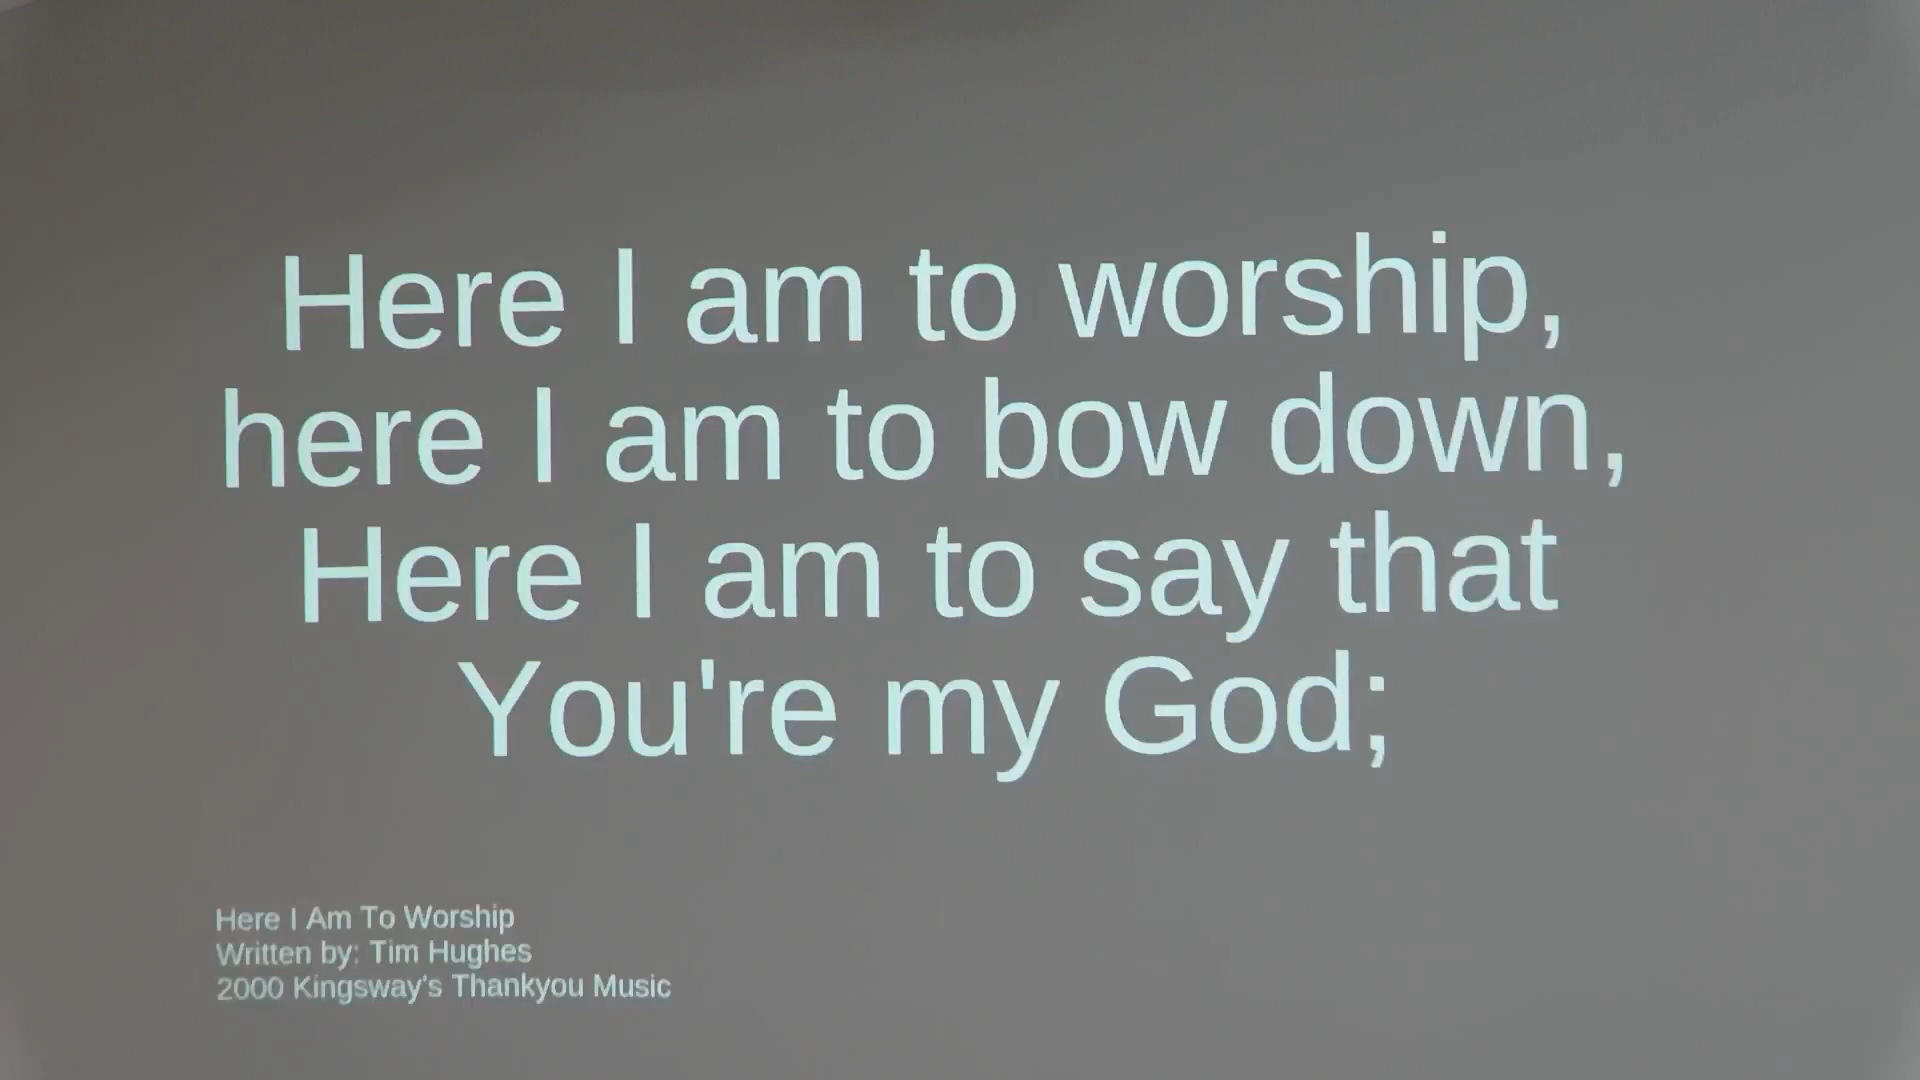 Here I am to worship,
here I am to bow down,
Here I am to say that
You're my God;
Here I Am To Worship
Written by: Tim Hughes
2000 Kingsway's Thankyou Music